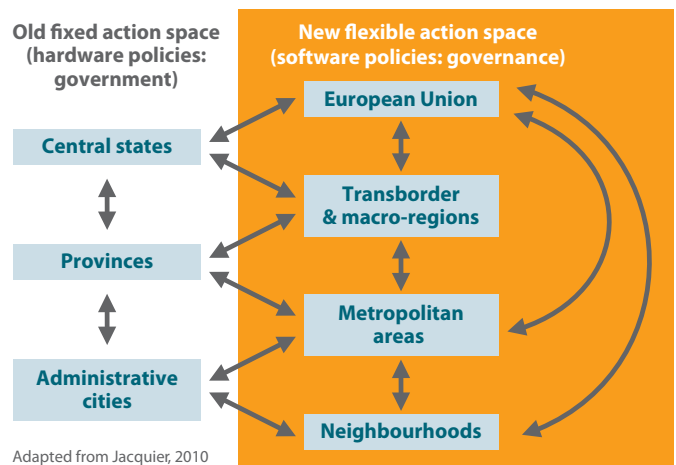 Old fixed action space
(hardware policies:
government)
New flexible action space
(software policies: governance)
European Union
Central states
Transborder
& macro-regions
Provinces
Metropolitan
areas
Administrative
cities
Neighbourhoods
Adapted from Jacquier, 2010